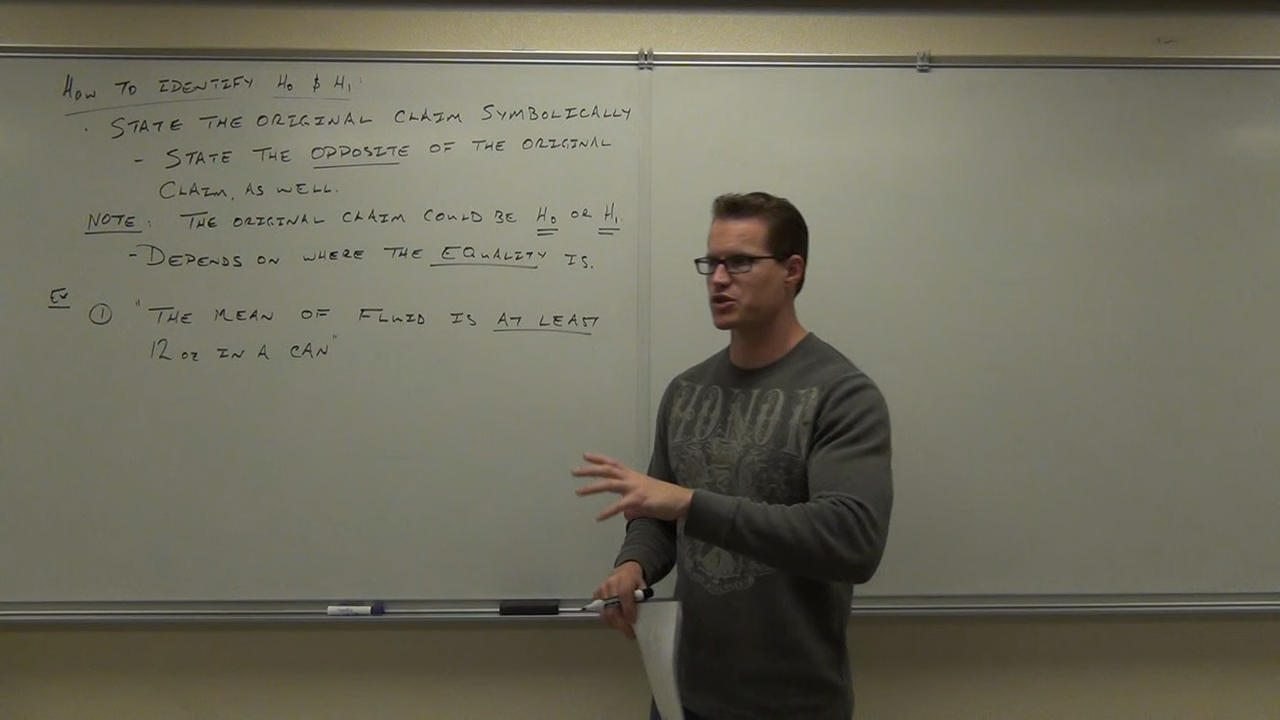 HOW TO IDENTIFY H0 & H1:
· STATE THE ORIGINAL CLAIM SYMBOLICALLY
- STATE THE OPPOSITE OF THE ORIGINAL
CLAIM, AS WELL.
NOTE: THE ORIGINAL CLAIM COULD BE H0 OR H1.
- DEPENDS ON WHERE THE EQUALITY IS.
EX ① "THE MEAN OF FLUID IS AT LEAST
12 oz IN A CAN"
HONOR